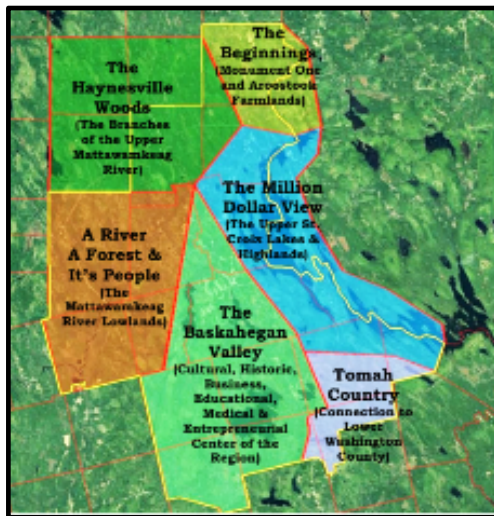 The
Beginnings
(Monument One
and Aroostook
Farmlands)
The
Haynesville
Woods
(The Branches
of the Upper
Mattawamkeag
River)
The Million
Dollar View
(The Upper St.
Croix Lakes &
Highlands)
A River
A Forest &
It's People
(The
Mattawamkeag
River Lowlands)
The
Baskahegan
Valley
(Cultural, Historic,
Business,
Educational,
Medical &
Entrepreneurial
Center of the
Region)
Tomah
Country
(Connection to
Lower
Washington
County)